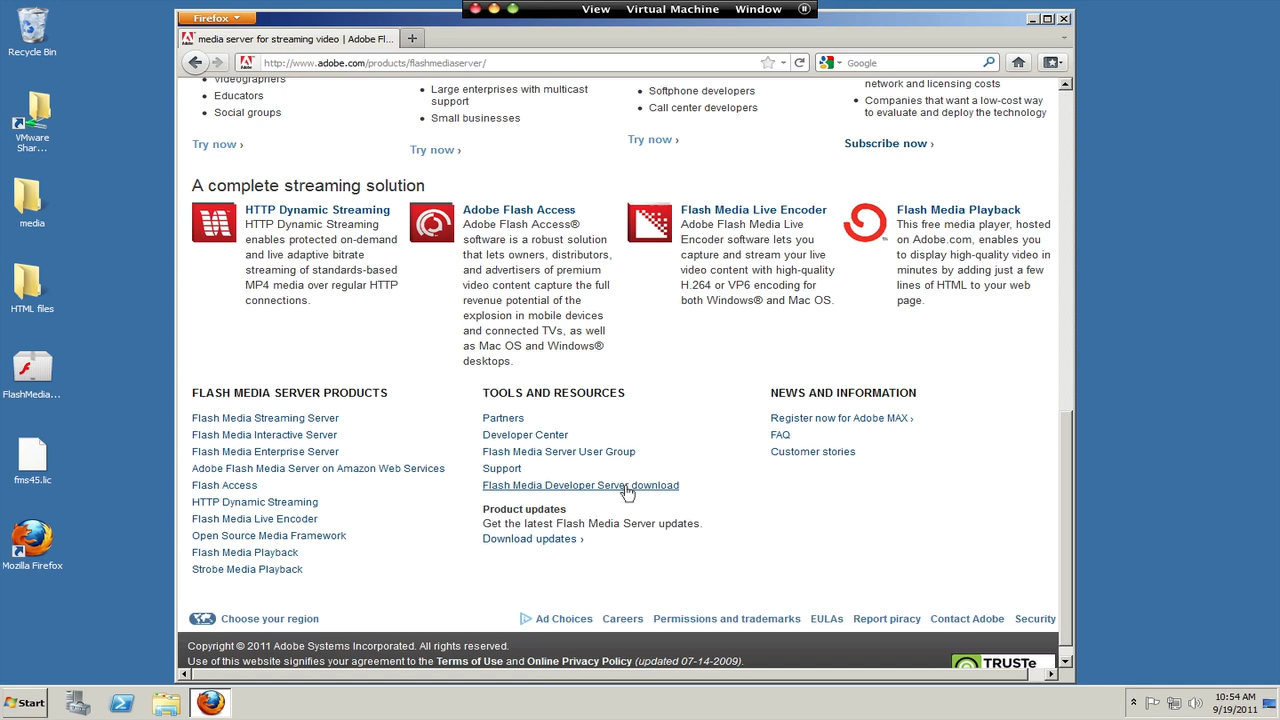 View Virtual Machine Window
Recycle Bin
VMware Shar...
media
HTML files
FlashMedia...
fms45.lic
Mozilla Firefox
Firefox
media server for streaming video | Adobe Fl...
http://www.adobe.com/products/flashmediaserver/
Google
videographers
Educators
Social groups
Try now ›
Large enterprises with multicast
support
Small businesses
Try now ›
Softphone developers
Call center developers
Try now ›
network and licensing costs
Companies that want a low-cost way
to evaluate and deploy the technology
Subscribe now ›
A complete streaming solution
HTTP Dynamic Streaming
HTTP Dynamic Streaming
enables protected on-demand
and live adaptive bitrate
streaming of standards-based
MP4 media over regular HTTP
connections.
Adobe Flash Access
Adobe Flash Access®
software is a robust solution
that lets owners, distributors,
and advertisers of premium
video content capture the full
revenue potential of the
explosion in mobile devices
and connected TVs, as well
as Mac OS and Windows®
desktops.
Flash Media Live Encoder
Adobe Flash Media Live
Encoder software lets you
capture and stream your live
video content with high-quality
H.264 or VP6 encoding for
both Windows® and Mac OS.
Flash Media Playback
This free media player, hosted
on Adobe.com, enables you
to display high-quality video in
minutes by adding just a few
lines of HTML to your web
page.
FLASH MEDIA SERVER PRODUCTS
Flash Media Streaming Server
Flash Media Interactive Server
Flash Media Enterprise Server
Adobe Flash Media Server on Amazon Web Services
Flash Access
HTTP Dynamic Streaming
Flash Media Live Encoder
Open Source Media Framework
Flash Media Playback
Strobe Media Playback
TOOLS AND RESOURCES
Partners
Developer Center
Flash Media Server User Group
Support
Flash Media Developer Server download
Product updates
Get the latest Flash Media Server updates.
Download updates ›
NEWS AND INFORMATION
Register now for Adobe MAX ›
FAQ
Customer stories
Choose your region
Ad Choices Careers Permissions and trademarks EULAs Report piracy Contact Adobe Security
Copyright © 2011 Adobe Systems Incorporated. All rights reserved.
Use of this website signifies your agreement to the Terms of Use and Online Privacy Policy (updated 07-14-2009).
TRUSTe
Start
10:54 AM
9/19/2011